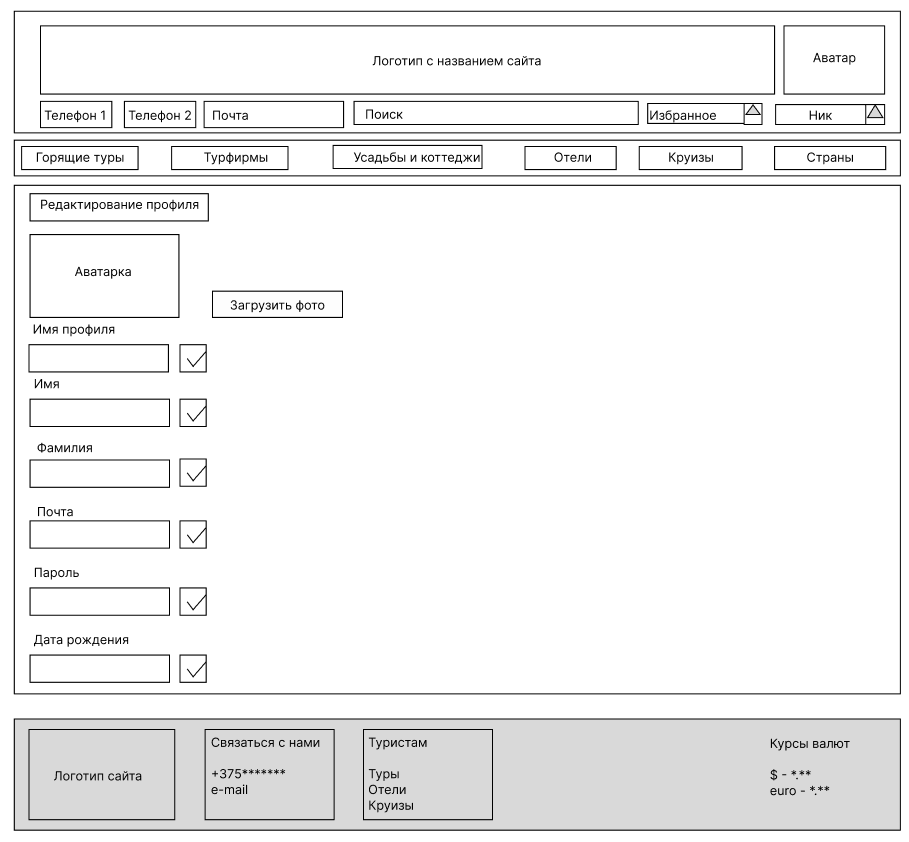 Логотип с названием сайта
Аватар
Телефон 1
Телефон 2
Почта
Поиск
Избранное
Ник
Горящие туры
Турфирмы
Усадьбы и коттеджи
Отели
Круизы
Страны
Редактирование профиля
Аватарка
Загрузить фото
Имя профиля
Имя
Фамилия
Почта
Пароль
Дата рождения
Логотип сайта
Связаться с нами
+375*******
e-mail
Туристам
Туры
Отели
Круизы
Курсы валют
$ - *.**
euro - *.**